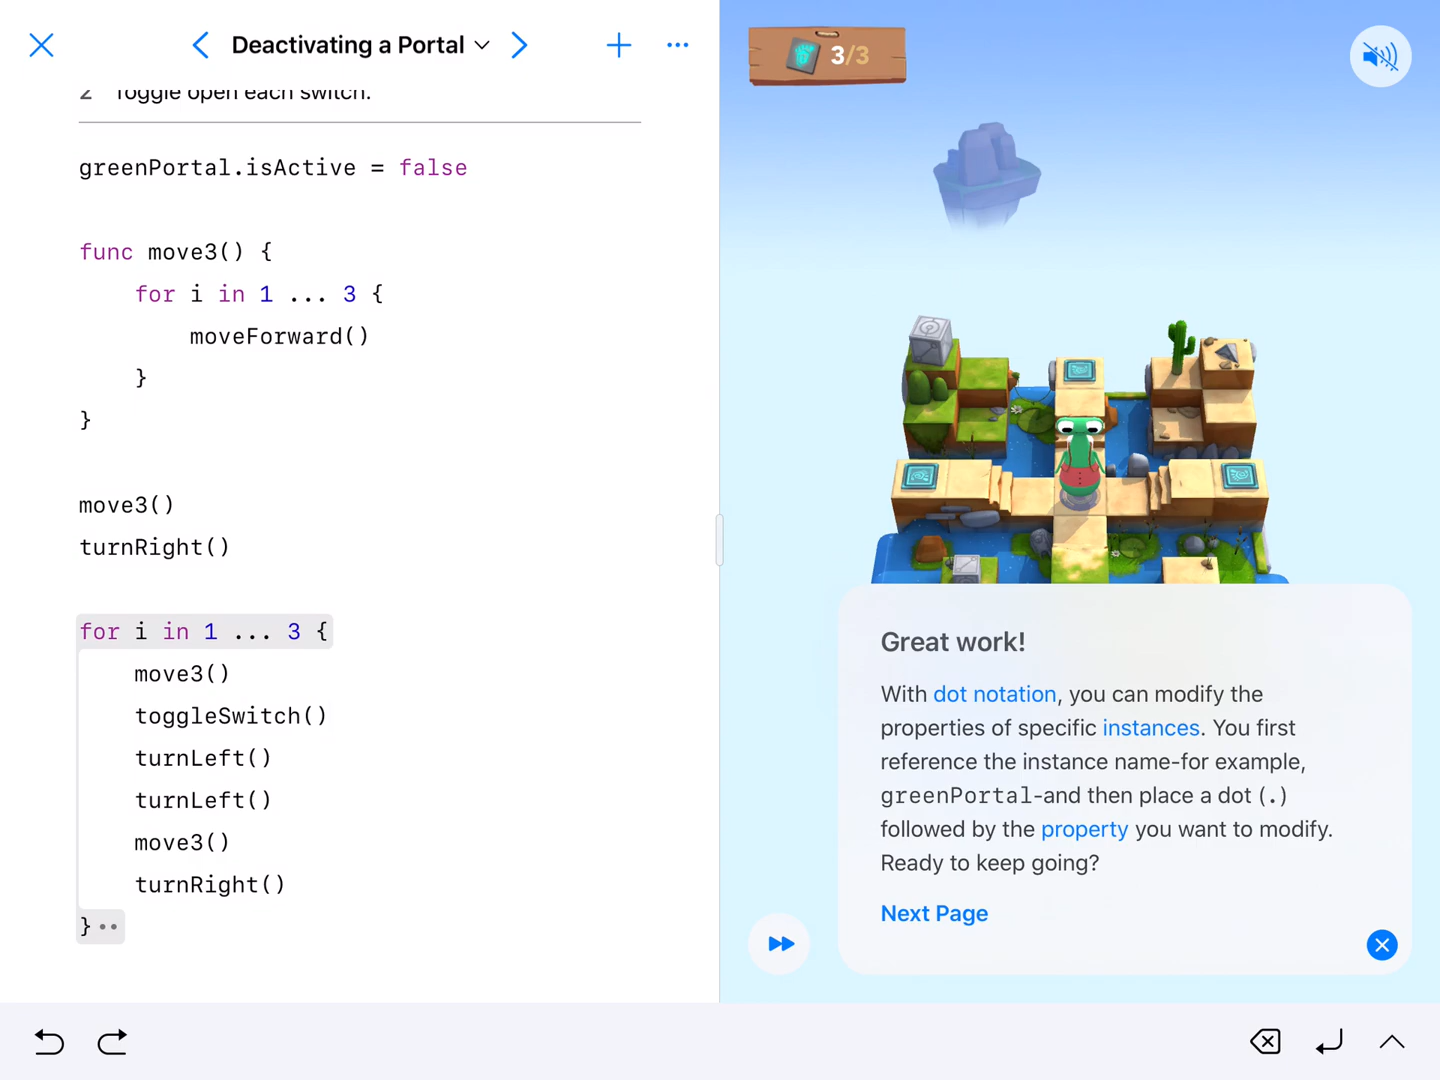 Deactivating a Portal
2 Toggle open each switch.
greenPortal.isActive = false
func move3() {
for i in 1 ... 3 {
moveForward()
}
}
move3()
turnRight()
for i in 1 ... 3 {
move3()
toggleSwitch()
turnLeft()
turnLeft()
move3()
turnRight()
}
3/3
Great work!
With dot notation, you can modify the
properties of specific instances. You first
reference the instance name-for example,
greenPortal-and then place a dot (.)
followed by the property you want to modify.
Ready to keep going?
Next Page